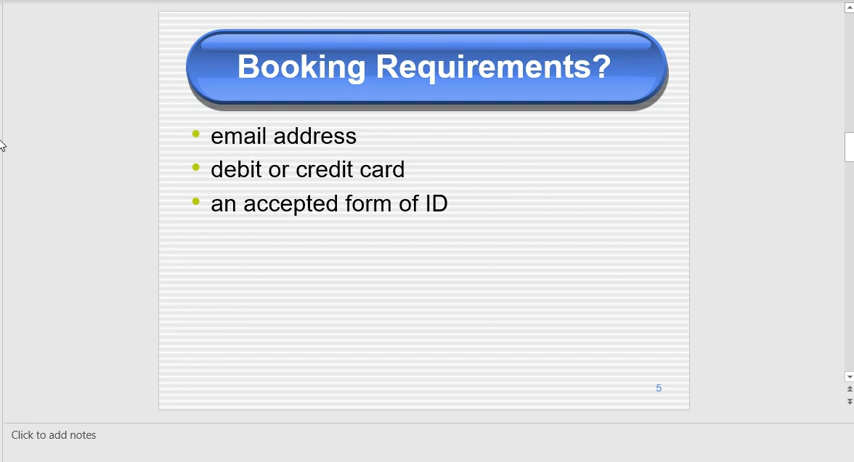 Booking Requirements?
email address
debit or credit card
an accepted form of ID
5
Click to add notes